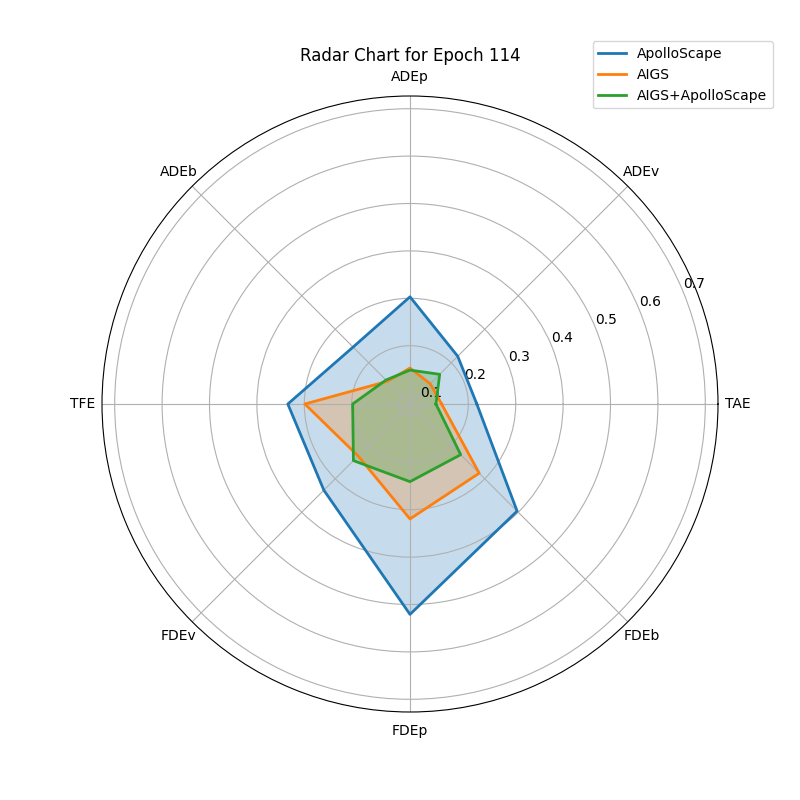 Radar Chart for Epoch 114
ApolloScape
AIGS
AIGS+ApolloScape
ADEp
ADEb
ADEv
0.7
0.6
0.5
0.4
0.3
0.2
0.1
TFE
TAE
FDEv
FDEb
FDEp